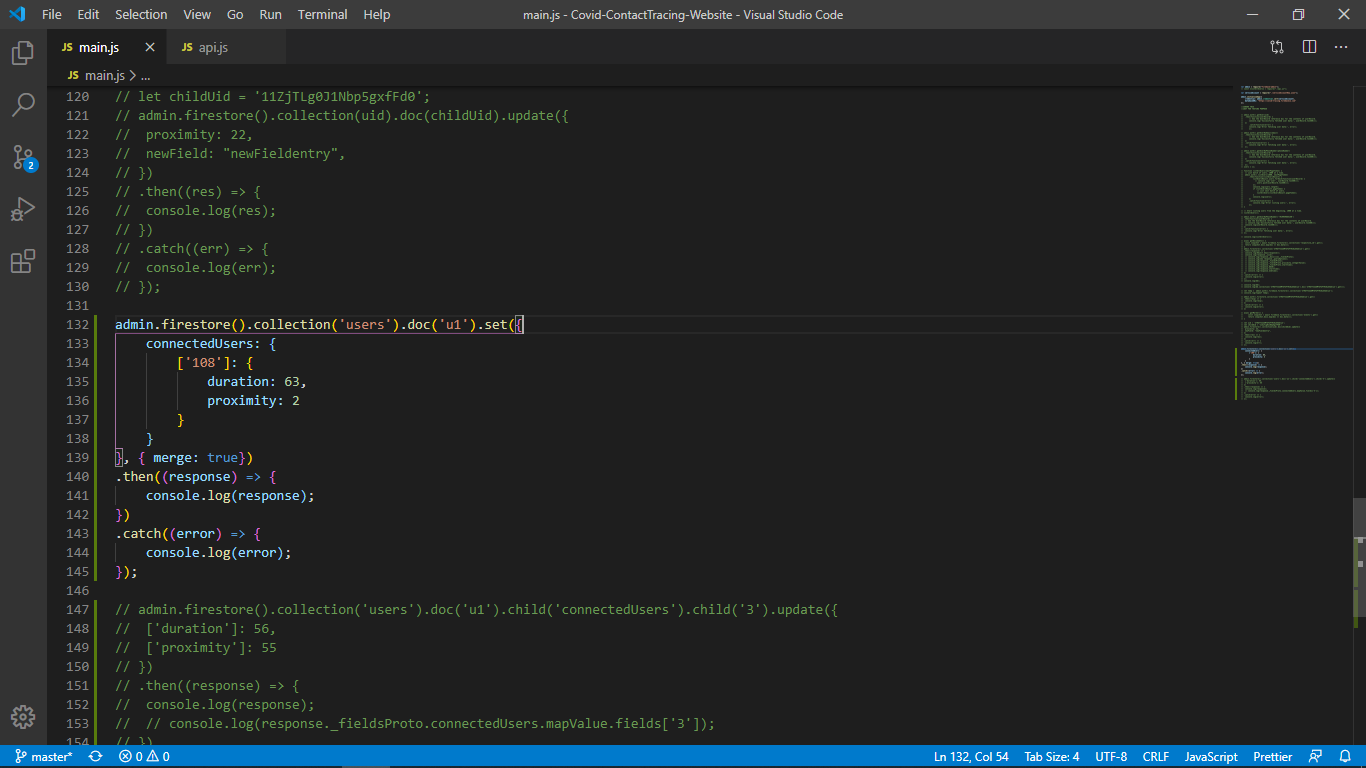 File Edit Selection View Go Run Terminal Help main.js - Covid-ContactTracing-Website - Visual Studio Code
JS main.js JS api.js
JS main.js > ...
120 // let childUid = '11ZjTLg0J1Nbp5gxfFd0';
121 // admin.firestore().collection(uid).doc(childUid).update({
122 //  proximity: 22,
123 //  newField: "newFieldentry",
124 // })
125 // .then((res) => {
126 //  console.log(res);
127 // })
128 // .catch((err) => {
129 //  console.log(err);
130 // });
131
132 admin.firestore().collection('users').doc('u1').set({
133     connectedUsers: {
134         ['108']: {
135             duration: 63,
136             proximity: 2
137         }
138     }
139 }, { merge: true})
140 .then((response) => {
141     console.log(response);
142 })
143 .catch((error) => {
144     console.log(error);
145 });
146
147 // admin.firestore().collection('users').doc('u1').child('connectedUsers').child('3').update({
148 //  ['duration']: 56,
149 //  ['proximity']: 55
150 // })
151 // .then((response) => {
152 //  console.log(response);
153 //  // console.log(response._fieldsProto.connectedUsers.mapValue.fields['3']);
154 // })
2
master* 0 0 Ln 132, Col 54 Tab Size: 4 UTF-8 CRLF JavaScript Prettier